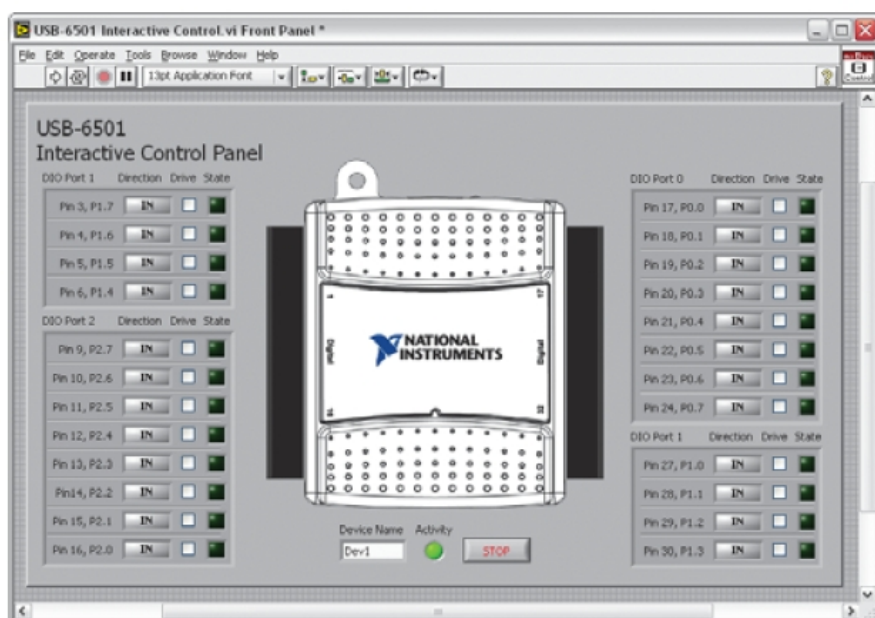 USB-6501 Interactive Control.vi Front Panel *
File Edit Operate Tools Browse Window Help
13pt Application Font
?
Control
USB-6501
Interactive Control Panel
DIO Port 1 Direction Drive State
Pin 3, P1.7 IN
Pin 4, P1.6 IN
Pin 5, P1.5 IN
Pin 6, P1.4 IN
DIO Port 2 Direction Drive State
Pin 9, P2.7 IN
Pin 10, P2.6 IN
Pin 11, P2.5 IN
Pin 12, P2.4 IN
Pin 13, P2.3 IN
Pin14, P2.2 IN
Pin 15, P2.1 IN
Pin 16, P2.0 IN
1 17
Digital Digital
NATIONAL
INSTRUMENTS
32
Device Name Activity
Dev1 STOP
DIO Port 0 Direction Drive State
Pin 17, P0.0 IN
Pin 18, P0.1 IN
Pin 19, P0.2 IN
Pin 20, P0.3 IN
Pin 21, P0.4 IN
Pin 22, P0.5 IN
Pin 23, P0.6 IN
Pin 24, P0.7 IN
DIO Port 1 Direction Drive State
Pin 27, P1.0 IN
Pin 28, P1.1 IN
Pin 29, P1.2 IN
Pin 30, P1.3 IN